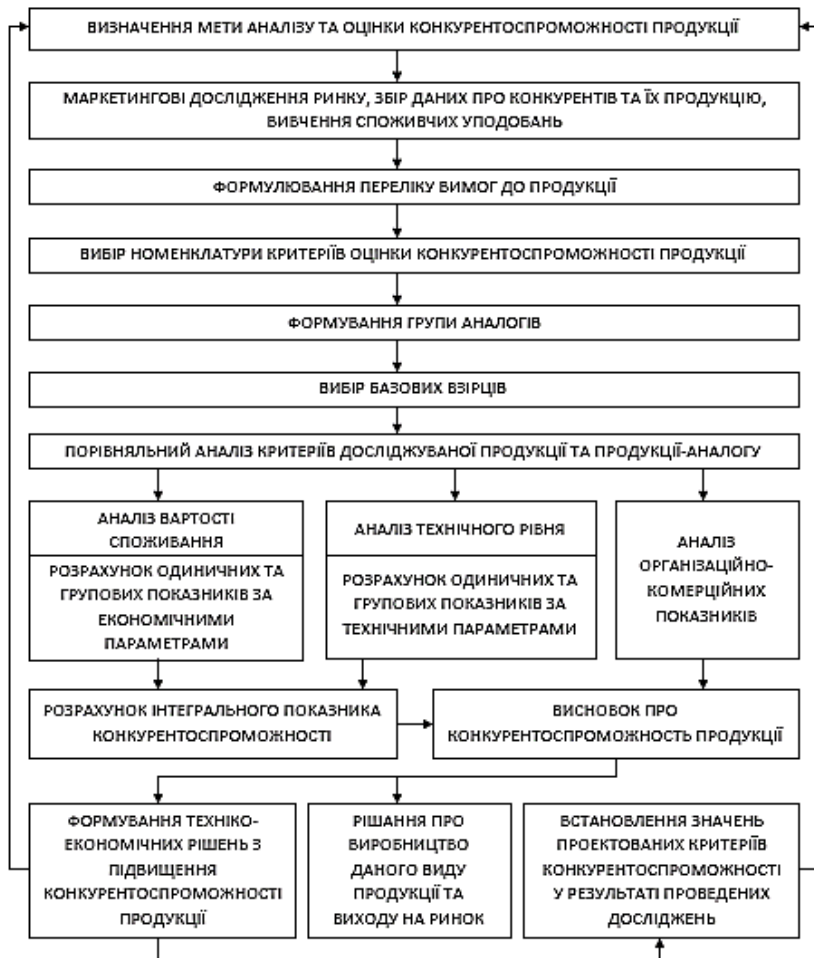 ВИЗНАЧЕННЯ МЕТИ АНАЛІЗУ ТА ОЦІНКИ КОНКУРЕНТОСПРОМОЖНОСТІ ПРОДУКЦІЇ
МАРКЕТИНГОВІ ДОСЛІДЖЕННЯ РИНКУ, ЗБІР ДАНИХ ПРО КОНКУРЕНТІВ ТА ЇХ ПРОДУКЦІЮ,
ВИВЧЕННЯ СПОЖИВЧИХ УПОДОБАНЬ
ФОРМУЛЮВАННЯ ПЕРЕЛІКУ ВИМОГ ДО ПРОДУКЦІЇ
ВИБІР НОМЕНКЛАТУРИ КРИТЕРІЇВ ОЦІНКИ КОНКУРЕНТОСПРОМОЖНОСТІ ПРОДУКЦІЇ
ФОРМУВАННЯ ГРУПИ АНАЛОГІВ
ВИБІР БАЗОВИХ ВЗІРЦІВ
ПОРІВНЯЛЬНИЙ АНАЛІЗ КРИТЕРІЇВ ДОСЛІДЖУВАНОЇ ПРОДУКЦІЇ ТА ПРОДУКЦІЇ-АНАЛОГУ
АНАЛІЗ ВАРТОСТІ
СПОЖИВАННЯ
РОЗРАХУНОК ОДИНИЧНИХ ТА
ГРУПОВИХ ПОКАЗНИКІВ ЗА
ЕКОНОМІЧНИМИ
ПАРАМЕТРАМИ
АНАЛІЗ ТЕХНІЧНОГО РІВНЯ
РОЗРАХУНОК ОДИНИЧНИХ ТА
ГРУПОВИХ ПОКАЗНИКІВ ЗА
ТЕХНІЧНИМИ ПАРАМЕТРАМИ
АНАЛІЗ
ОРГАНІЗАЦІЙНО-
КОМЕРЦІЙНИХ
ПОКАЗНИКІВ
РОЗРАХУНОК ІНТЕГРАЛЬНОГО ПОКАЗНИКА
КОНКУРЕНТОСПРОМОЖНОСТІ
ВИСНОВОК ПРО
КОНКУРЕНТОСПРОМОЖНОСТЬ ПРОДУКЦІЇ
ФОРМУВАННЯ ТЕХНІКО-
ЕКОНОМІЧНИХ РІШЕНЬ З
ПІДВИЩЕННЯ
КОНКУРЕНТОСПРОМОЖНОСТІ
ПРОДУКЦІЇ
РІШАННЯ ПРО
ВИРОБНИЦТВО
ДАНОГО ВИДУ
ПРОДУКЦІЇ ТА
ВИХОДУ НА РИНОК
ВСТАНОВЛЕННЯ ЗНАЧЕНЬ
ПРОЕКТОВАНИХ КРИТЕРІЇВ
КОНКУРЕНТОСПРОМОЖНОСТІ
У РЕЗУЛЬТАТІ ПРОВЕДЕНИХ
ДОСЛІДЖЕНЬ